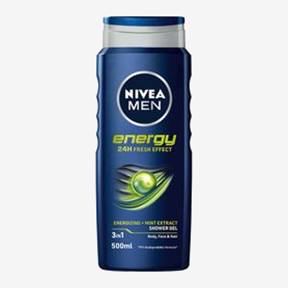 NIVEA
MEN
energy
24H FRESH EFFECT
ENERGIZING + MINT EXTRACT
SHOWER GEL
3in1
Body, Face & Hair
500ml